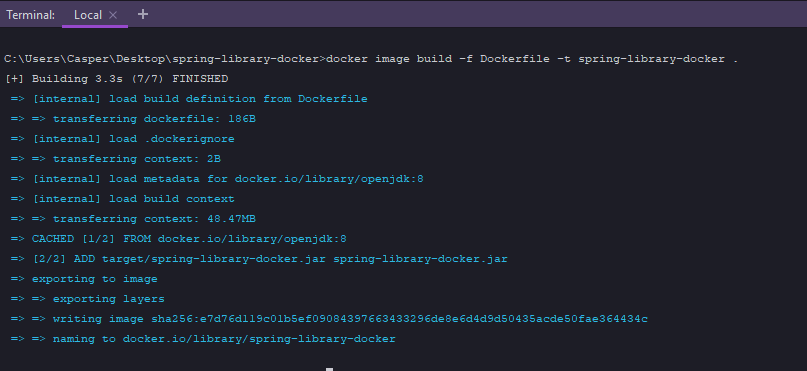 Terminal: Local × +
C:\Users\Casper\Desktop\spring-library-docker>docker image build -f Dockerfile -t spring-library-docker .
[+] Building 3.3s (7/7) FINISHED
=> [internal] load build definition from Dockerfile
=> => transferring dockerfile: 186B
=> [internal] load .dockerignore
=> => transferring context: 2B
=> [internal] load metadata for docker.io/library/openjdk:8
=> [internal] load build context
=> => transferring context: 48.47MB
=> CACHED [1/2] FROM docker.io/library/openjdk:8
=> [2/2] ADD target/spring-library-docker.jar spring-library-docker.jar
=> exporting to image
=> => exporting layers
=> => writing image sha256:e7d76d119c01b5ef09084397663433296de8e6d4d9d50435acde50fae364434c
=> => naming to docker.io/library/spring-library-docker